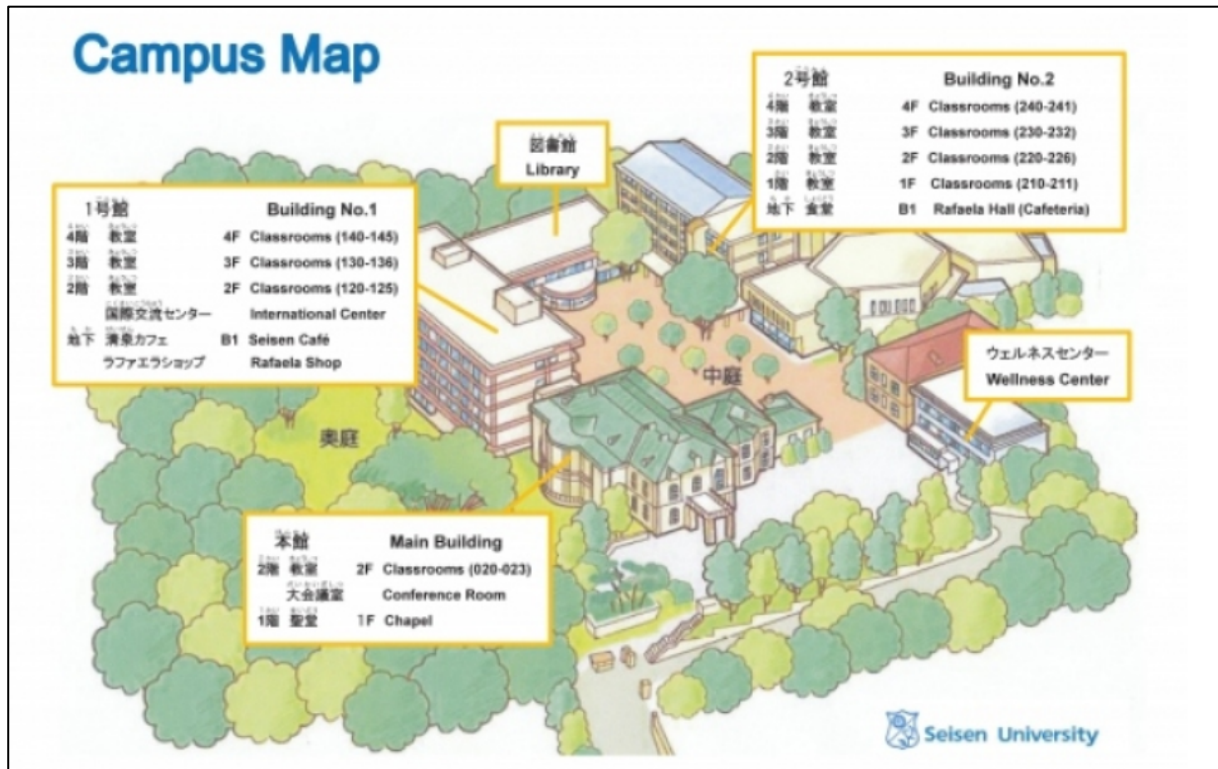 Campus Map
図書館
Library
2号館 Building No.2
4階 教室 4F Classrooms (240-241)
3階 教室 3F Classrooms (230-232)
2階 教室 2F Classrooms (220-226)
1階 教室 1F Classrooms (210-211)
地下 食堂 B1 Rafaela Hall (Cafeteria)
1号館 Building No.1
4階 教室 4F Classrooms (140-145)
3階 教室 3F Classrooms (130-136)
2階 教室 2F Classrooms (120-125)
国際交流センター International Center
地下 清泉カフェ B1 Seisen Café
ラファエラショップ Rafaela Shop
ウェルネスセンター
Wellness Center
中庭
奥庭
本館 Main Building
2階 教室 2F Classrooms (020-023)
大会議室 Conference Room
1階 聖堂 1F Chapel
Seisen University